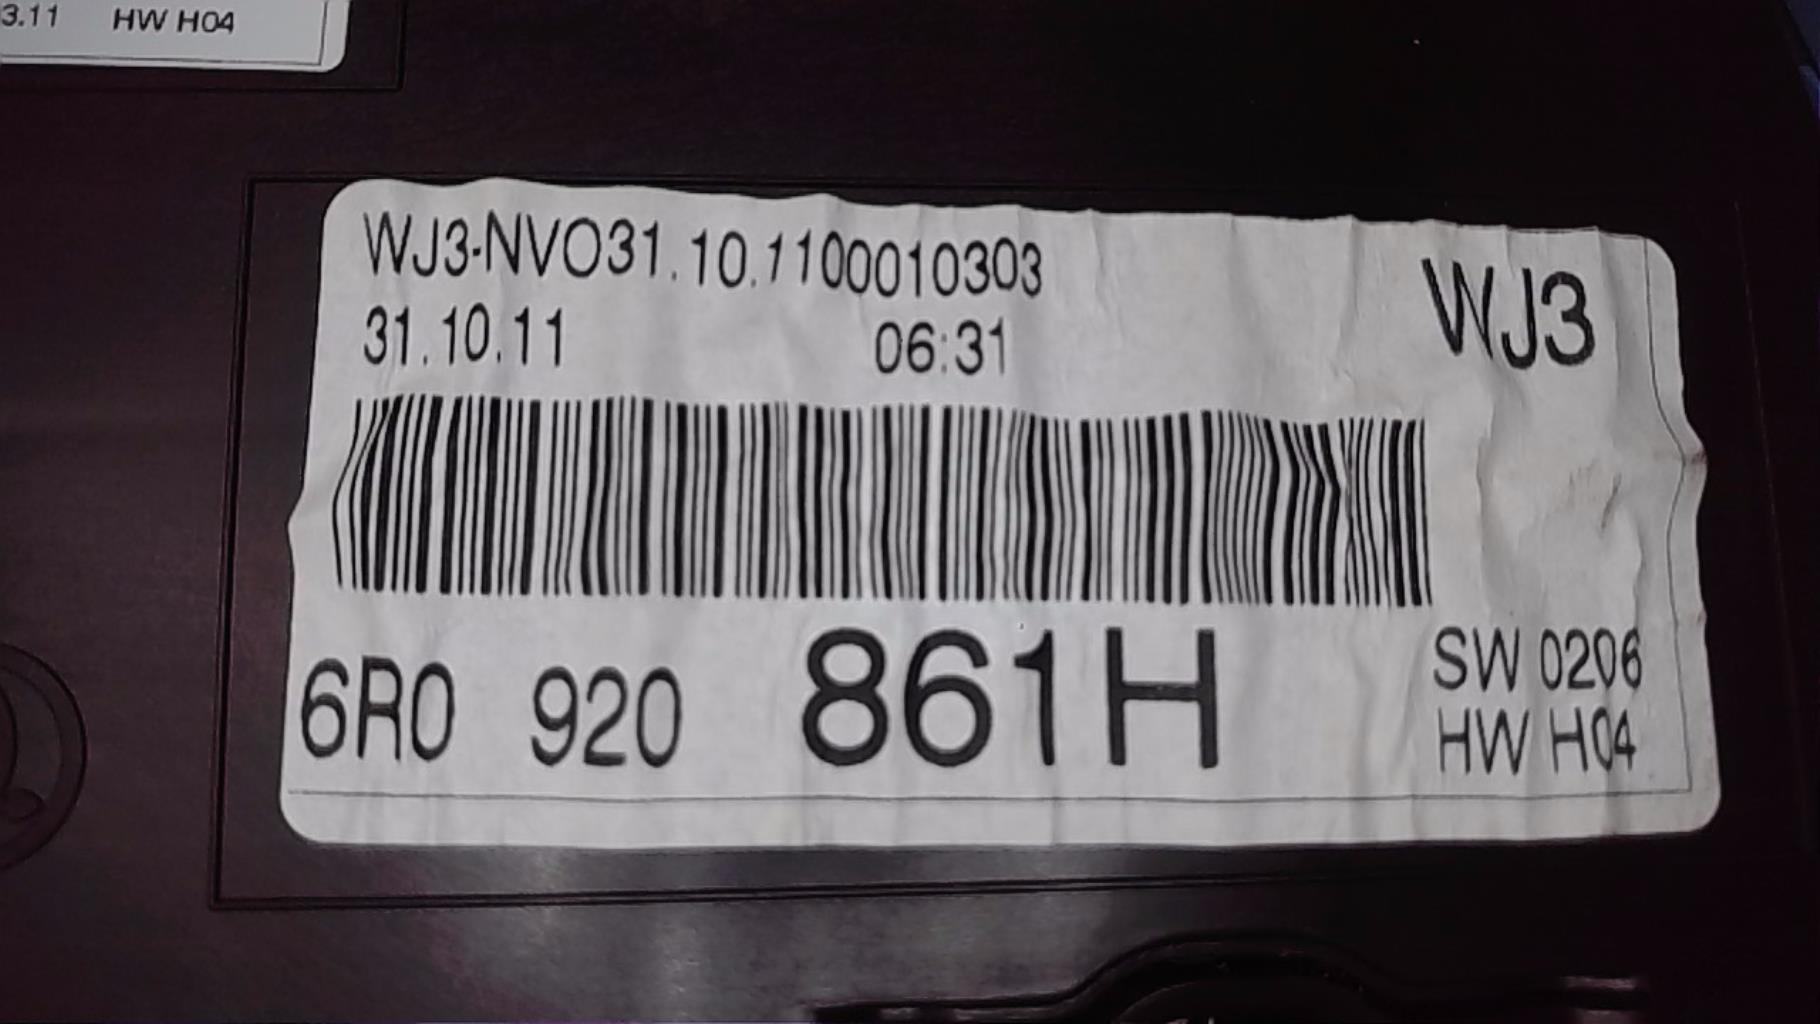 3.11 HW H04
WJ3-NVO31.10.1100010303
31.10.11 06:31
WJ3
6R0 920 861H
SW 0206
HW H04